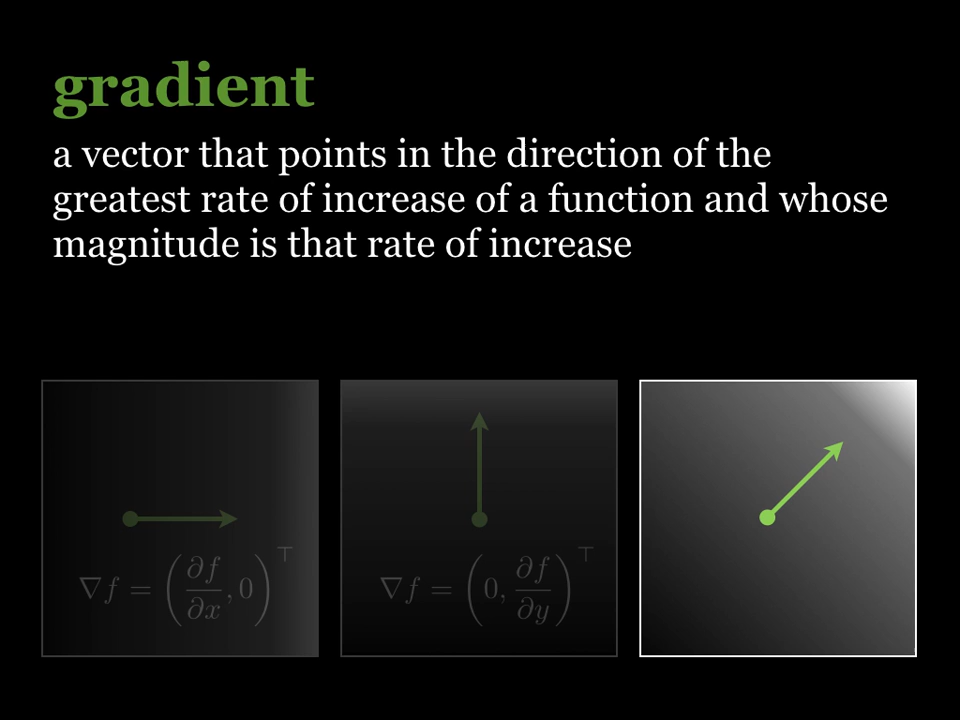 gradient
a vector that points in the direction of the
greatest rate of increase of a function and whose
magnitude is that rate of increase
∇f = (∂f/∂x, 0)⊤
∇f = (0, ∂f/∂y)⊤